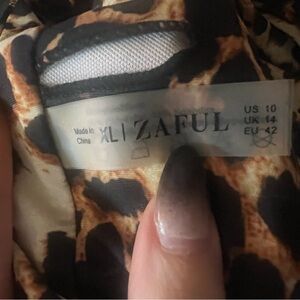 Made in
China
XL | ZAFUL
US 10
UK 14
EU 42